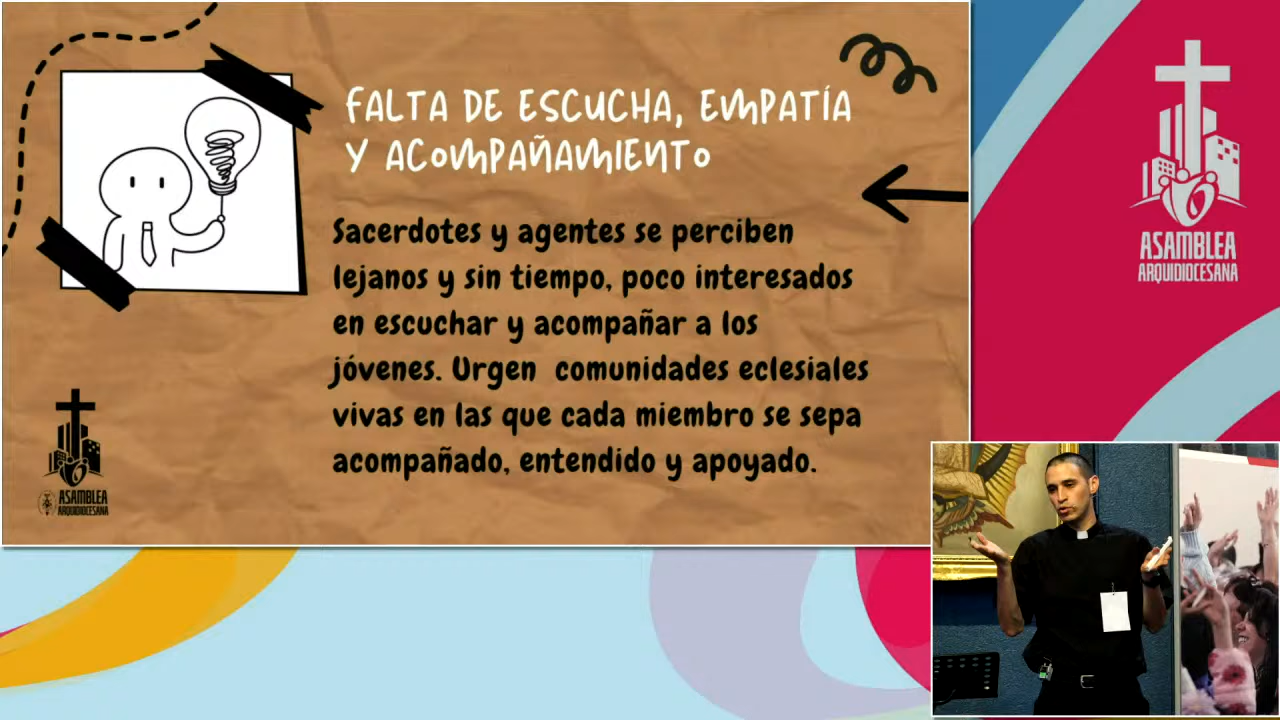 FALTA DE ESCUCHA, EMPATÍA
Y ACOMPAÑAMIENTO
Sacerdotes y agentes se perciben
lejanos y sin tiempo, poco interesados
en escuchar y acompañar a los
jóvenes. Urgen comunidades eclesiales
vivas en las que cada miembro se sepa
acompañado, entendido y apoyado.
ASAMBLEA
ARQUIDIOCESANA
ASAMBLEA
ARQUIDIOCESANA